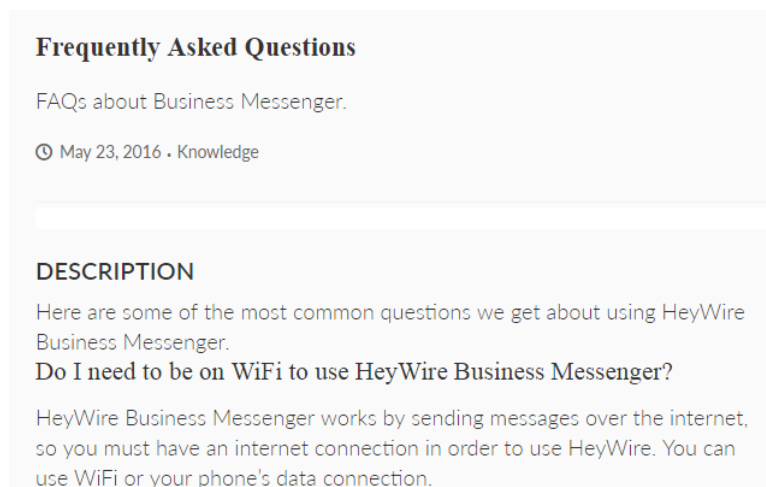 Frequently Asked Questions
FAQs about Business Messenger.
May 23, 2016 • Knowledge
DESCRIPTION
Here are some of the most common questions we get about using HeyWire
Business Messenger.
Do I need to be on WiFi to use HeyWire Business Messenger?
HeyWire Business Messenger works by sending messages over the internet,
so you must have an internet connection in order to use HeyWire. You can
use WiFi or your phone's data connection.